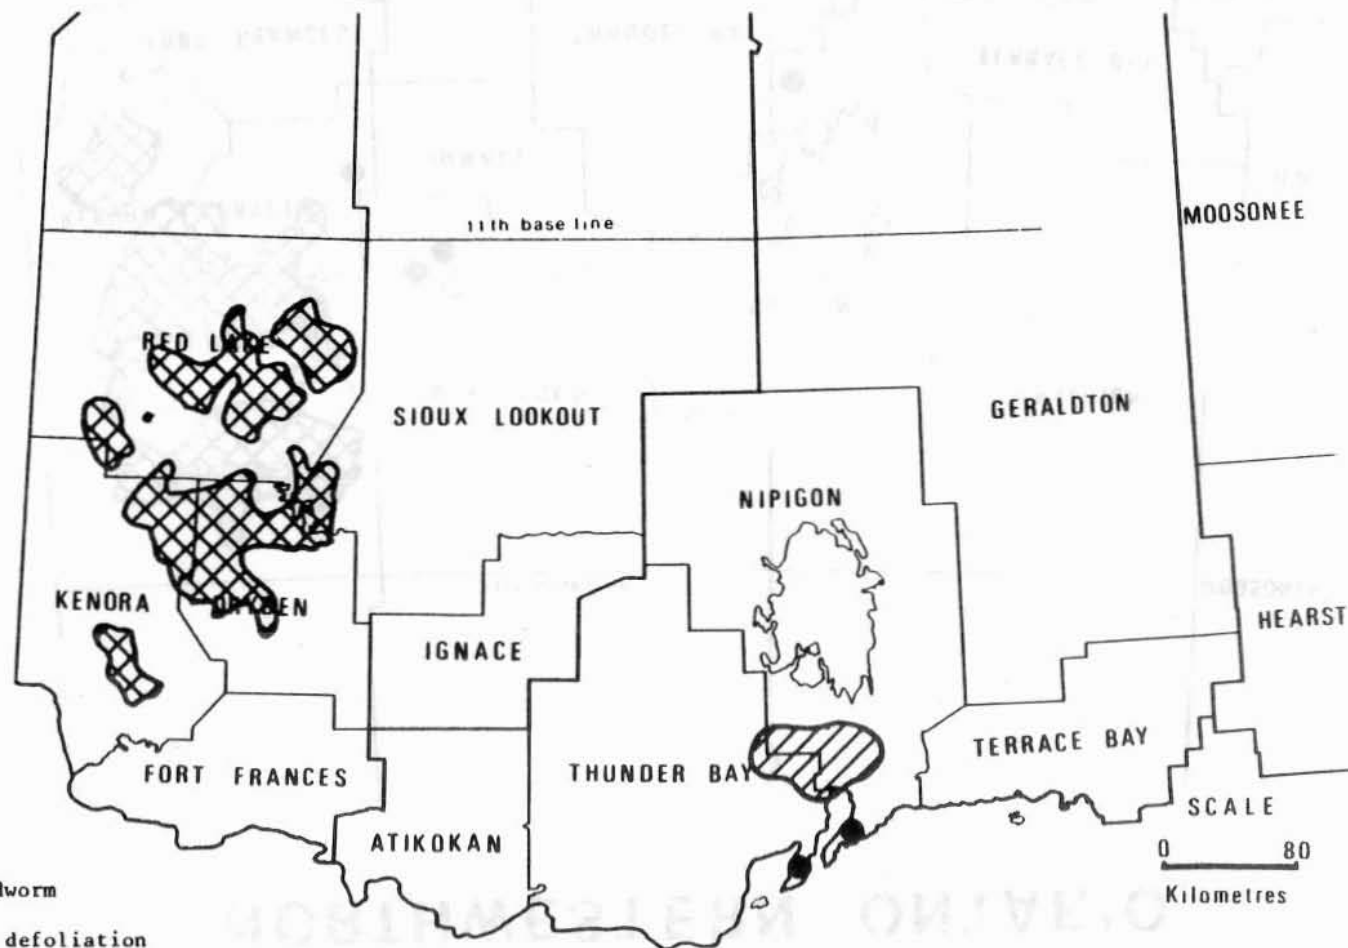 11th base line
MOOSONEE
RED LAKE
SIOUX LOOKOUT
GERALDTON
NIPIGON
KENORA
DRYDEN
HEARST
IGNACE
TERRACE BAY
FORT FRANCES
THUNDER BAY
SCALE
ATIKOKAN
0 80
Kilometres
defoliation